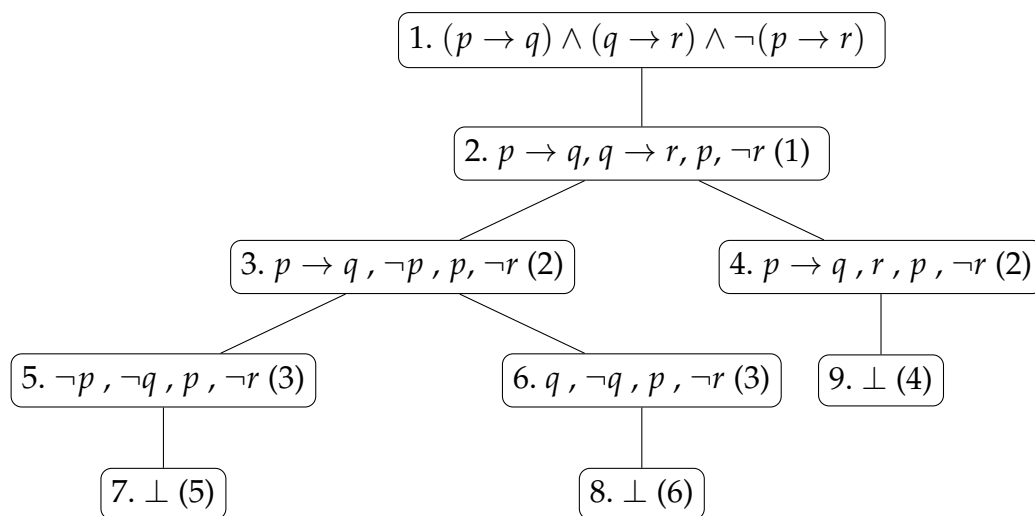 1. (p → q) ∧ (q → r) ∧ ¬(p → r)
2. p → q, q → r, p, ¬r (1)
3. p → q , ¬p , p, ¬r (2)
4. p → q , r , p , ¬r (2)
5. ¬p , ¬q , p , ¬r (3)
6. q , ¬q , p , ¬r (3)
9. ⊥ (4)
7. ⊥ (5)
8. ⊥ (6)